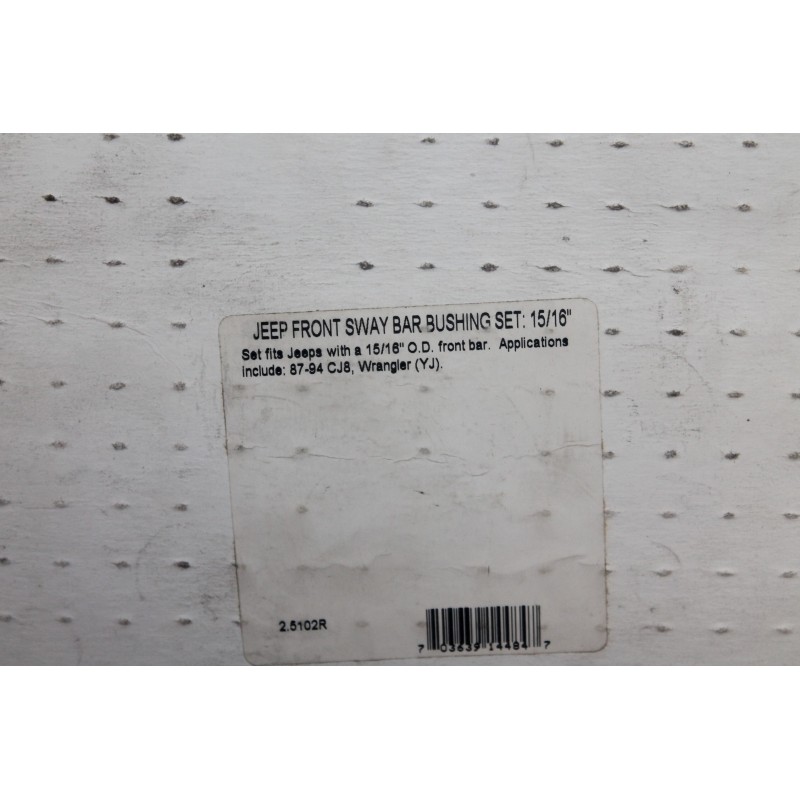 JEEP FRONT SWAY BAR BUSHING SET: 15/16"
Set fits Jeeps with a 15/16" O.D. front bar. Applications
include: 87-94 CJ8, Wrangler (YJ).
2.5102R
7 03639 14484 7